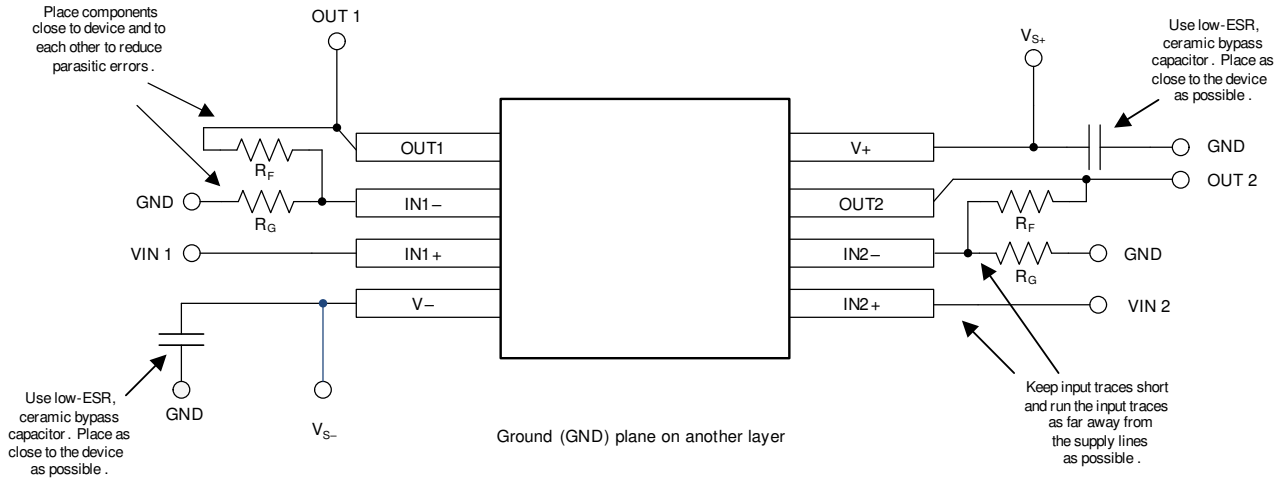 Place components
close to device and to
each other to reduce
parasitic errors.
OUT 1
VS+
Use low-ESR,
ceramic bypass
capacitor. Place as
close to the device
as possible.
OUT1
V+
GND
RF
OUT 2
GND
RG
IN1−
OUT2
RF
VIN 1
IN1+
IN2−
GND
RG
V−
IN2+
VIN 2
Use low-ESR,
ceramic bypass
capacitor. Place as
close to the device
as possible.
GND
VS−
Ground (GND) plane on another layer
Keep input traces short
and run the input traces
as far away from
the supply lines
as possible.